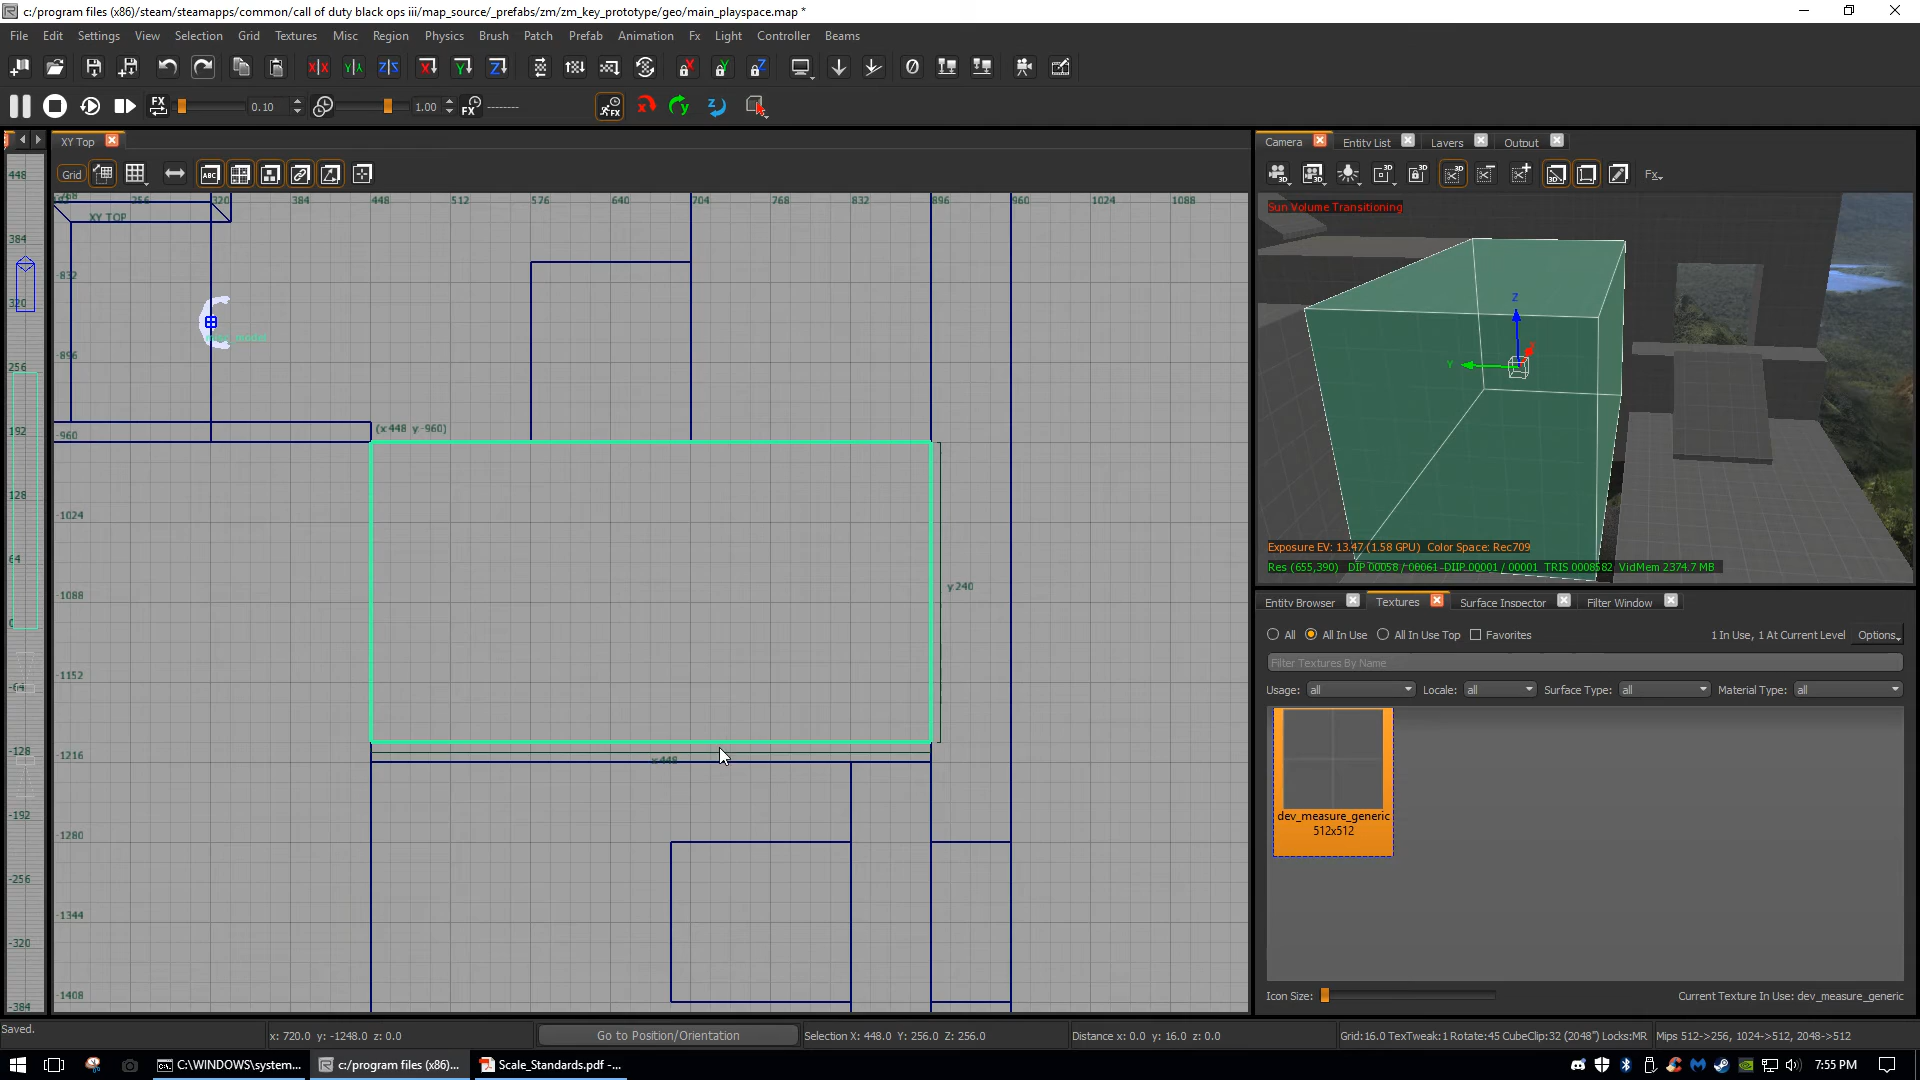 c:/program files (x86)/steam/steamapps/common/call of duty black ops iii/map_source/_prefabs/zm/zm_key_prototype/geo/main_playspace.map *
File Edit Settings View Selection Grid Textures Misc Region Physics Brush Patch Prefab Animation Fx Light Controller Beams
X|X Y|Y Z|Z X Y Z
FX 0.10 1.00 FX --------
XY Top
Camera Entity List Layers Output
Grid ABC
Fx
448 384 320 256 192 128 64 0 -64 -128 -192 -256 -320 -384
256 320 384 448 512 576 640 704 768 832 896 960 1024 1088
XY TOP
-768
-832
-896
-960
-1024
-1088
-1152
-1216
-1280
-1344
-1408
(x:448 y:-960)
y:240
x:448
Sun Volume Transitioning
Z
Y
Exposure EV: 13.47 (1.58 GPU) Color Space: Rec709
Res (655,390) DIP 00058 / 00061 DIIP 00001 / 00001 TRIS 0008582 VidMem 2374.7 MB
Entity Browser Textures Surface Inspector Filter Window
All All In Use All In Use Top Favorites 1 In Use, 1 At Current Level Options
Filter Textures By Name
Usage: all Locale: all Surface Type: all Material Type: all
dev_measure_generic
512x512
Icon Size: Current Texture In Use: dev_measure_generic
Saved. x: 720.0 y: -1248.0 z: 0.0 Go to Position/Orientation Selection X: 448.0 Y: 256.0 Z: 256.0 Distance x: 0.0 y: 16.0 z: 0.0 Grid:16.0 TexTweak:1 Rotate:45 CubeClip:32 (2048") Locks:MR Mips 512->256, 1024->512, 2048->512
C:\WINDOWS\system... c:/program files (x86)... Scale_Standards.pdf -... 7:55 PM